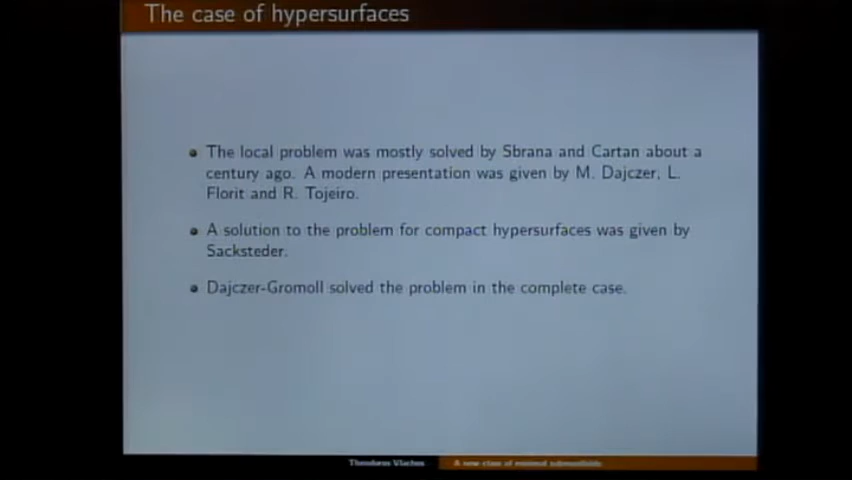 The case of hypersurfaces
The local problem was mostly solved by Sbrana and Cartan about a
century ago. A modern presentation was given by M. Dajczer, L.
Florit and R. Tojeiro.
A solution to the problem for compact hypersurfaces was given by
Sacksteder.
Dajczer-Gromoll solved the problem in the complete case.
Theodoros Vlachos
A new class of minimal submanifolds